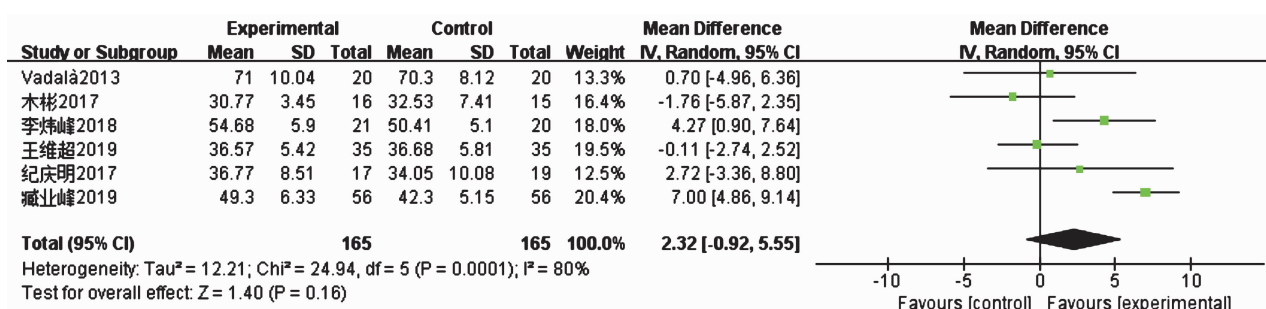 Experimental Control Mean Difference Mean Difference
Study or Subgroup Mean SD Total Mean SD Total Weight IV, Random, 95% CI IV, Random, 95% CI
Vadalà2013 71 10.04 20 70.3 8.12 20 13.3% 0.70 [-4.96, 6.36]
木彬2017 30.77 3.45 16 32.53 7.41 15 16.4% -1.76 [-5.87, 2.35]
李炜峰2018 54.68 5.9 21 50.41 5.1 20 18.0% 4.27 [0.90, 7.64]
王维超2019 36.57 5.42 35 36.68 5.81 35 19.5% -0.11 [-2.74, 2.52]
纪庆明2017 36.77 8.51 17 34.05 10.08 19 12.5% 2.72 [-3.36, 8.80]
臧业峰2019 49.3 6.33 56 42.3 5.15 56 20.4% 7.00 [4.86, 9.14]
Total (95% CI) 165 165 100.0% 2.32 [-0.92, 5.55]
Heterogeneity: Tau² = 12.21; Chi² = 24.94, df = 5 (P = 0.0001); I² = 80%
Test for overall effect: Z = 1.40 (P = 0.16)
-10 -5 0 5 10
Favours [control] Favours [experimental]